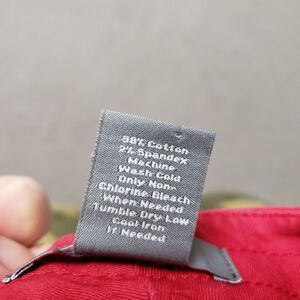 98% Cotton
2% Spandex
Machine
Wash Cold
Only Non-
Chlorine Bleach
When Needed
Tumble Dry Low
Cool Iron
If Needed